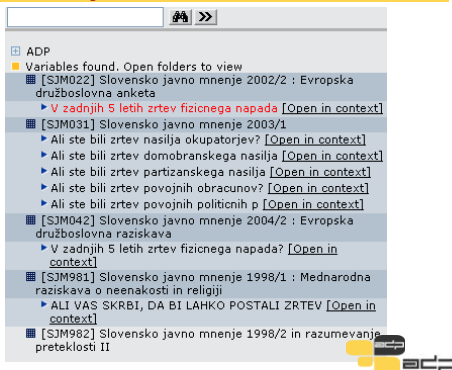 ADP
Variables found. Open folders to view
[SJM022] Slovensko javno mnenje 2002/2 : Evropska
družboslovna anketa
V zadnjih 5 letih zrtev fizicnega napada [Open in context]
[SJM031] Slovensko javno mnenje 2003/1
Ali ste bili zrtev nasilja okupatorjev? [Open in context]
Ali ste bili zrtev domobranskega nasilja [Open in context]
Ali ste bili zrtev partizanskega nasilja [Open in context]
Ali ste bili zrtev povojnih obracunov? [Open in context]
Ali ste bili zrtev povojnih politicnih p [Open in context]
[SJM042] Slovensko javno mnenje 2004/2 : Evropska
družboslovna raziskava
V zadnjih 5 letih zrtev fizicnega napada? [Open in
context]
[SJM981] Slovensko javno mnenje 1998/1 : Mednarodna
raziskava o neenakosti in religiji
ALI VAS SKRBI, DA BI LAHKO POSTALI ZRTEV [Open in
context]
[SJM982] Slovensko javno mnenje 1998/2 in razumevanje
preteklosti II
adp
adp